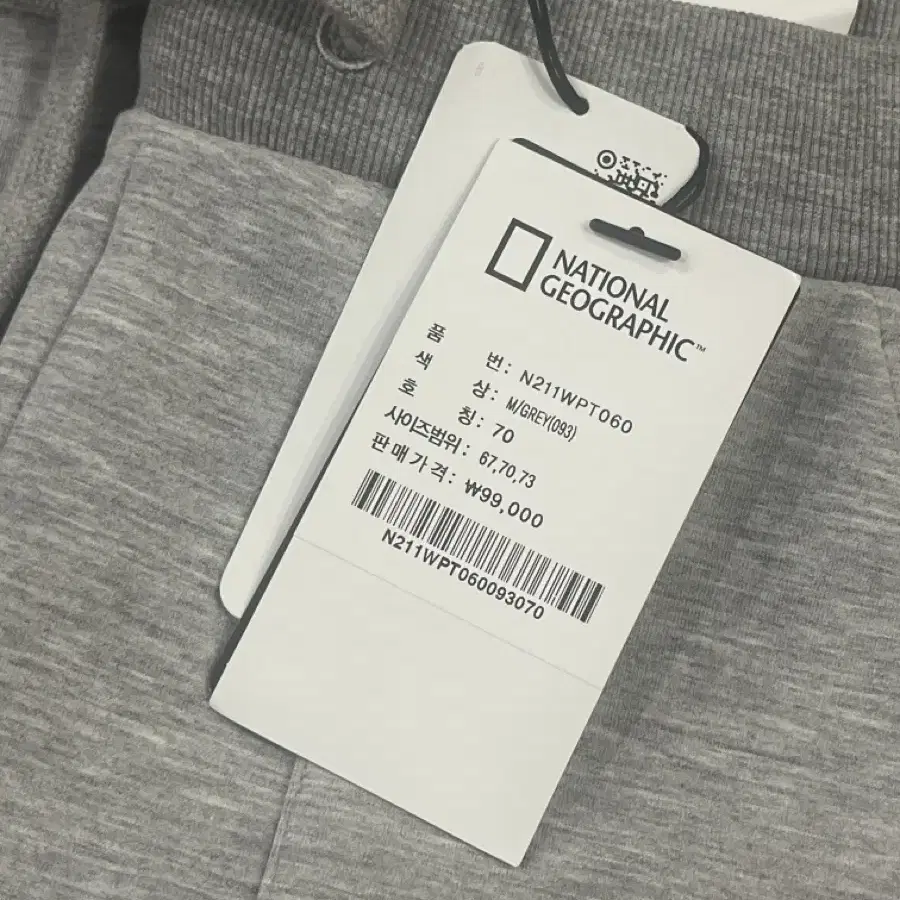 NATIONAL
GEOGRAPHIC™
품 번: N211WPT060
색 상: M/GREY(093)
호 칭: 70
사이즈범위: 67,70,73
판매가격: ₩99,000
N211WPT060093070